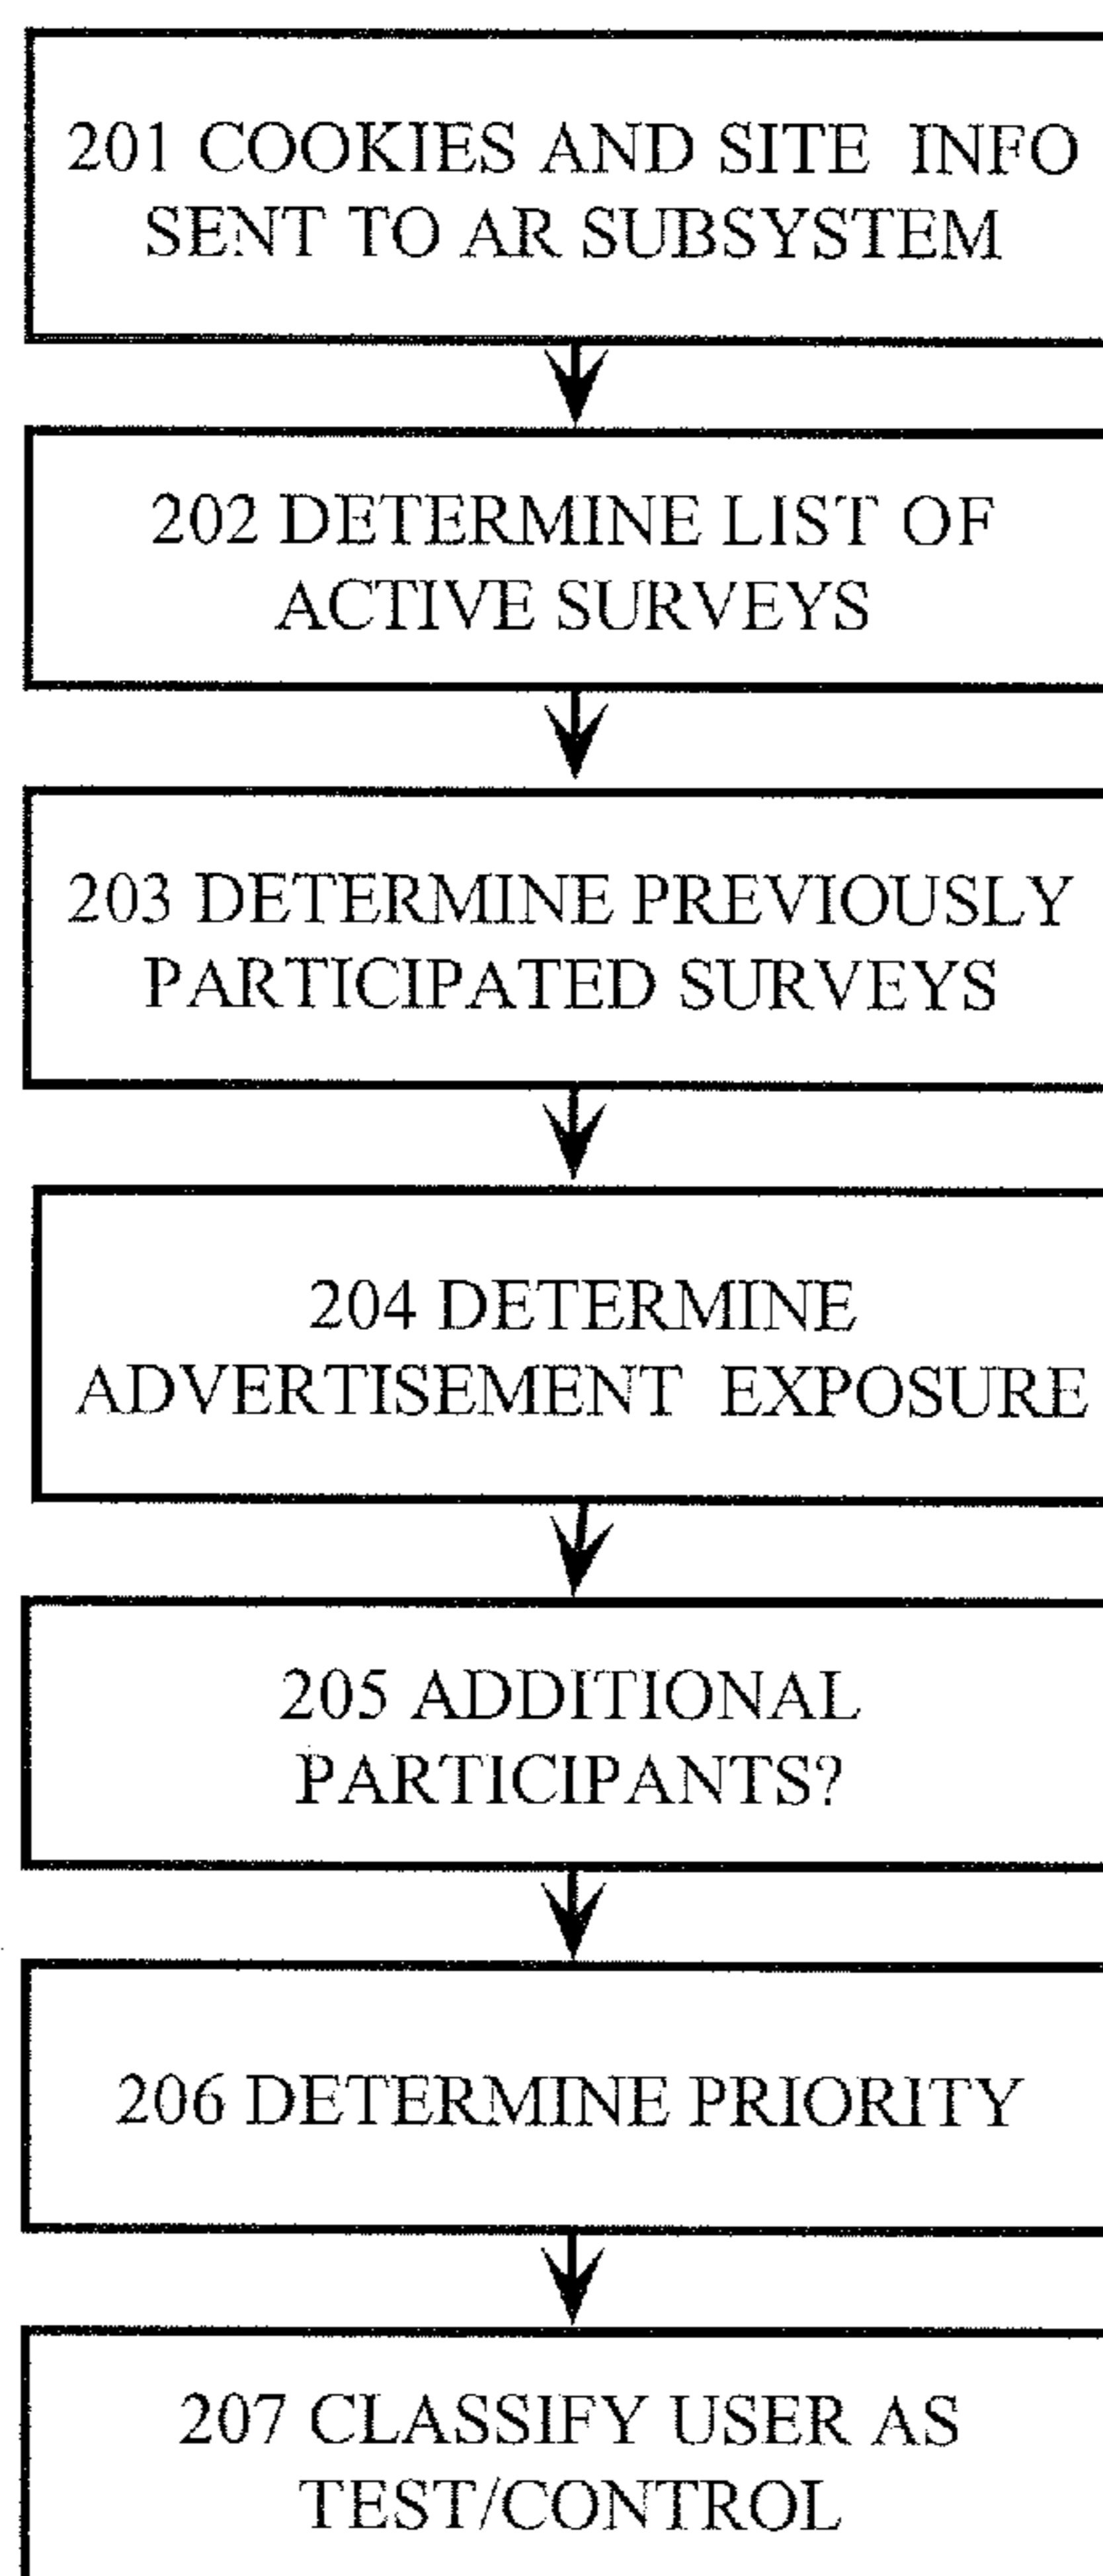 201 COOKIES AND SITE INFO
SENT TO AR SUBSYSTEM
202 DETERMINE LIST OF
ACTIVE SURVEYS
203 DETERMINE PREVIOUSLY
PARTICIPATED SURVEYS
204 DETERMINE
ADVERTISEMENT EXPOSURE
205 ADDITIONAL
PARTICIPANTS?
206 DETERMINE PRIORITY
207 CLASSIFY USER AS
TEST/CONTROL